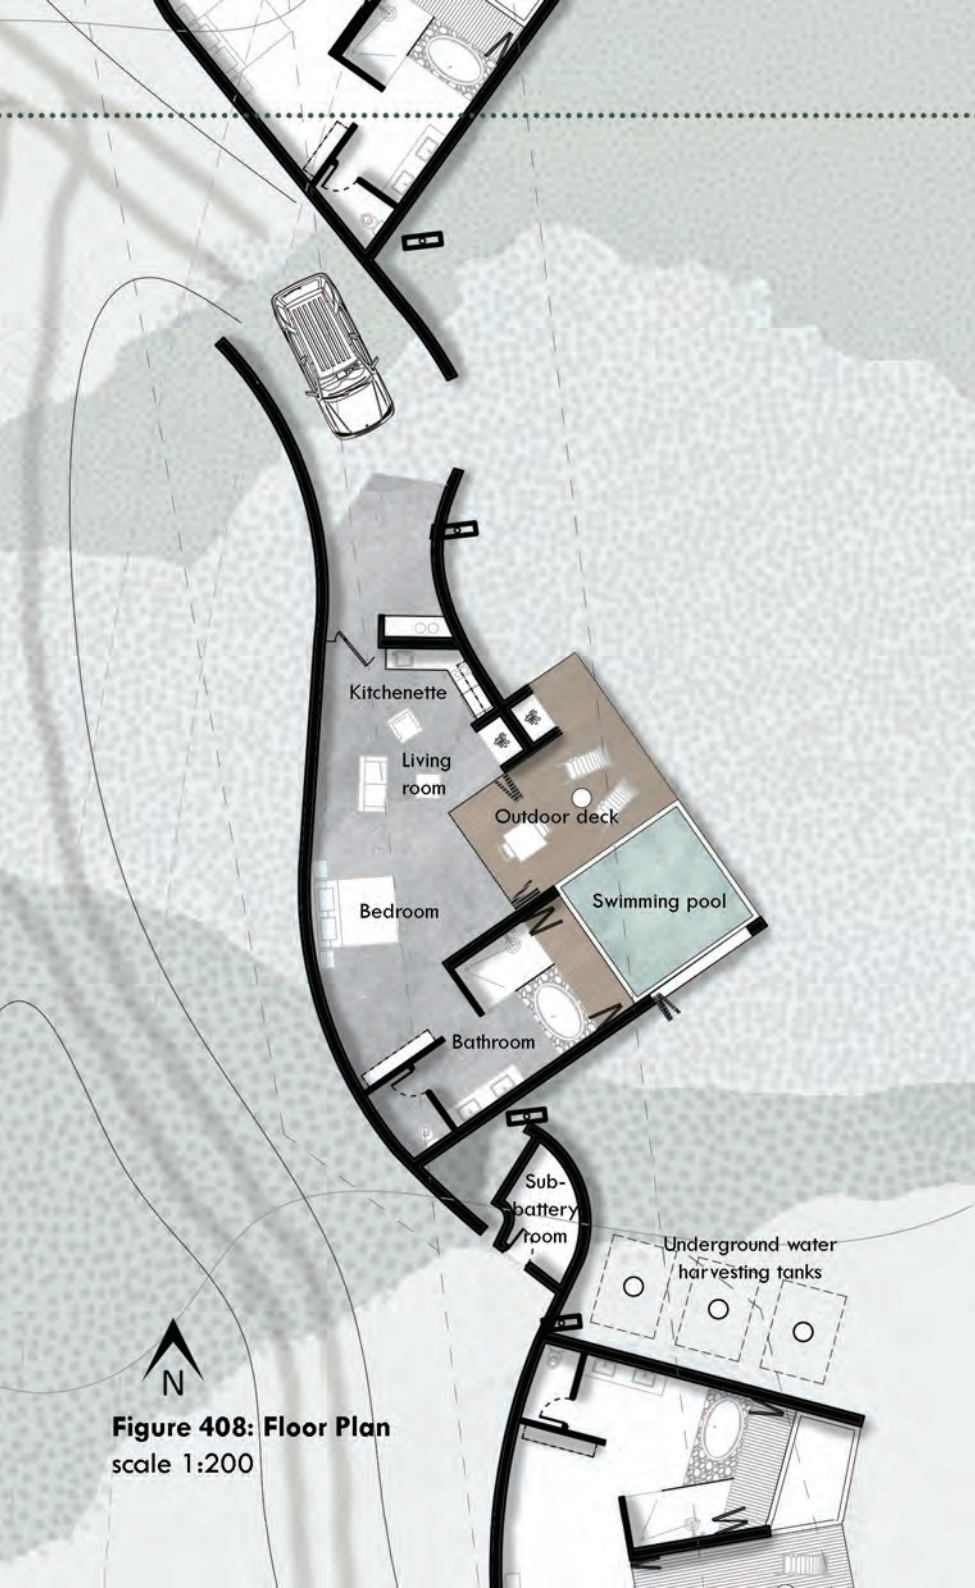 Kitchenette
Living
room
Outdoor deck
Swimming pool
Bedroom
Bathroom
Sub-
battery
room
Underground water
harvesting tanks
N
Figure 408: Floor Plan
scale 1:200